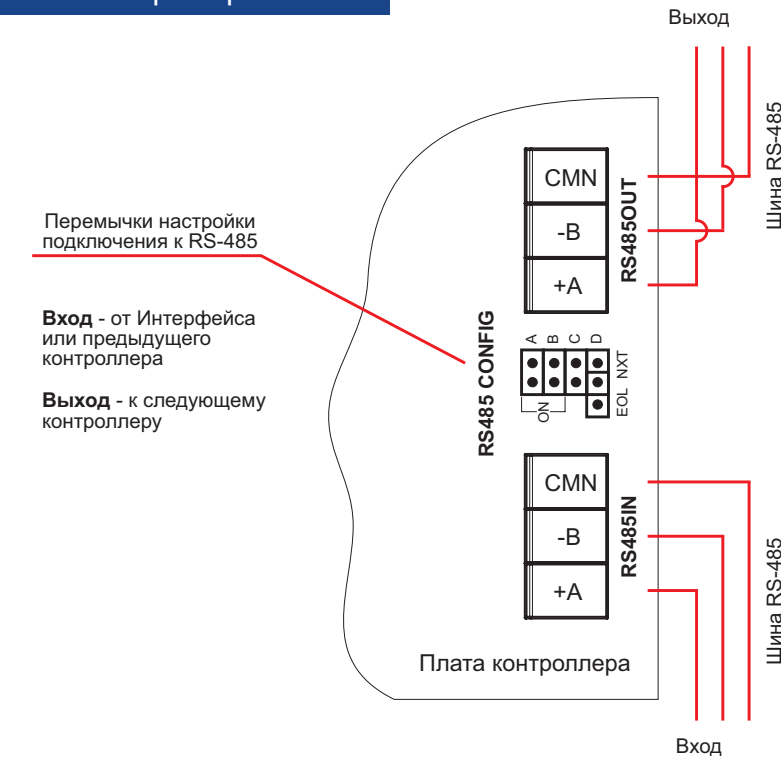 Выход
Шина RS-485
CMN
-B
+A
RS485OUT
Перемычки настройки
подключения к RS-485
Вход - от Интерфейса
или предыдущего
контроллера
Выход - к следующему
контроллеру
RS485 CONFIG
A B C D
ON
EOL NXT
CMN
-B
+A
RS485IN
Шина RS-485
Плата контроллера
Вход